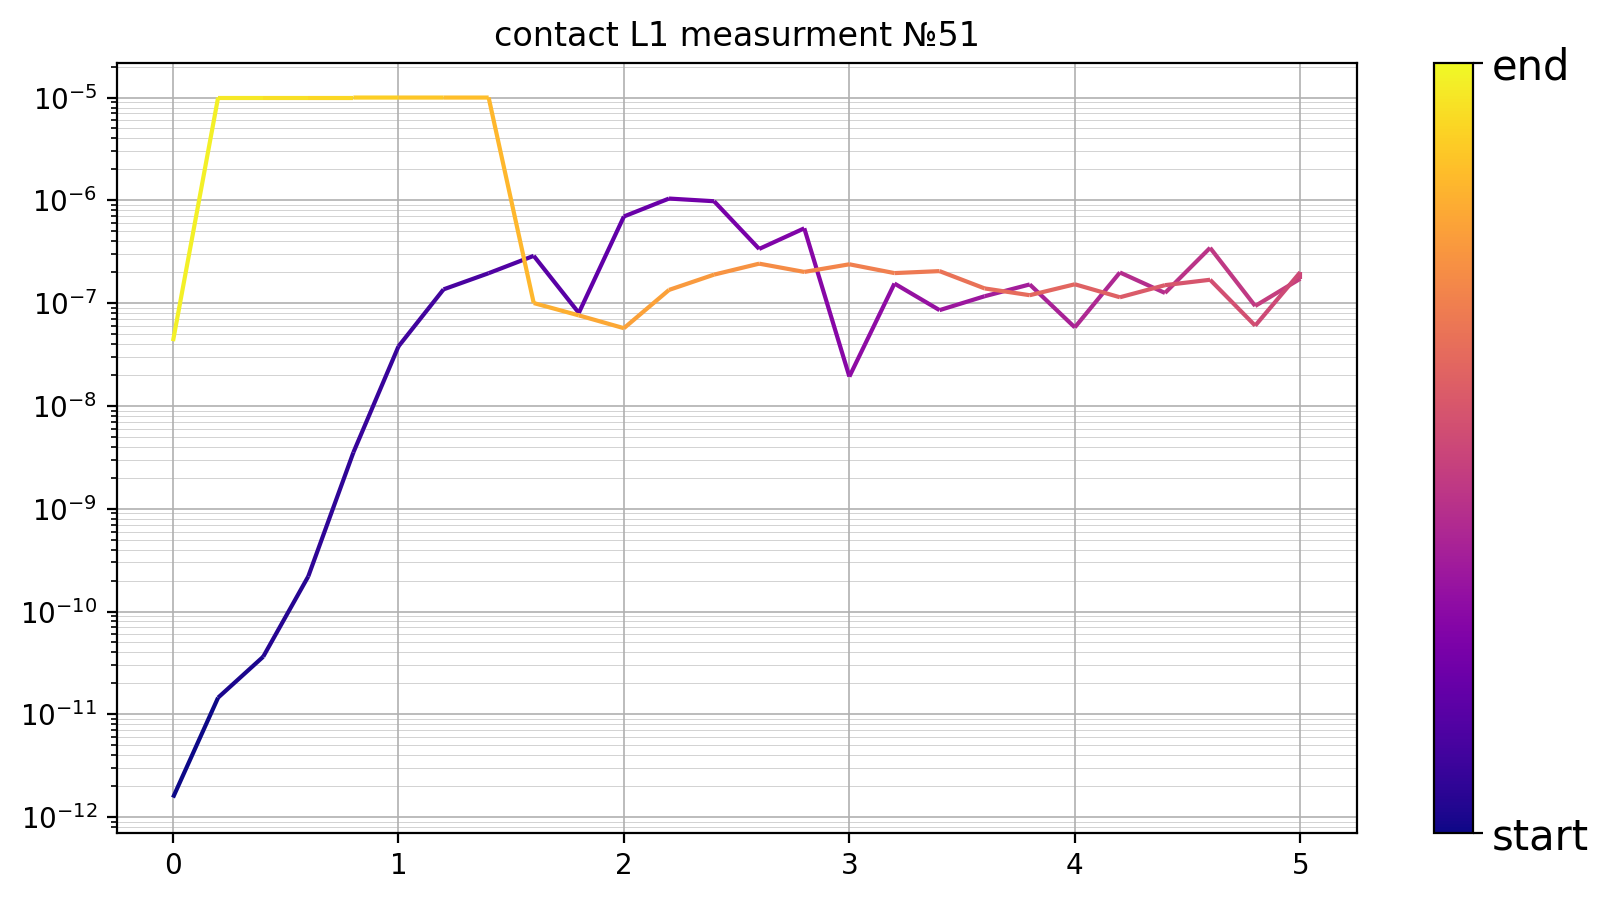 contact L1 measurment №51
10⁻⁵
10⁻⁶
10⁻⁷
10⁻⁸
10⁻⁹
10⁻¹⁰
10⁻¹¹
10⁻¹²
0 1 2 3 4 5
end
start